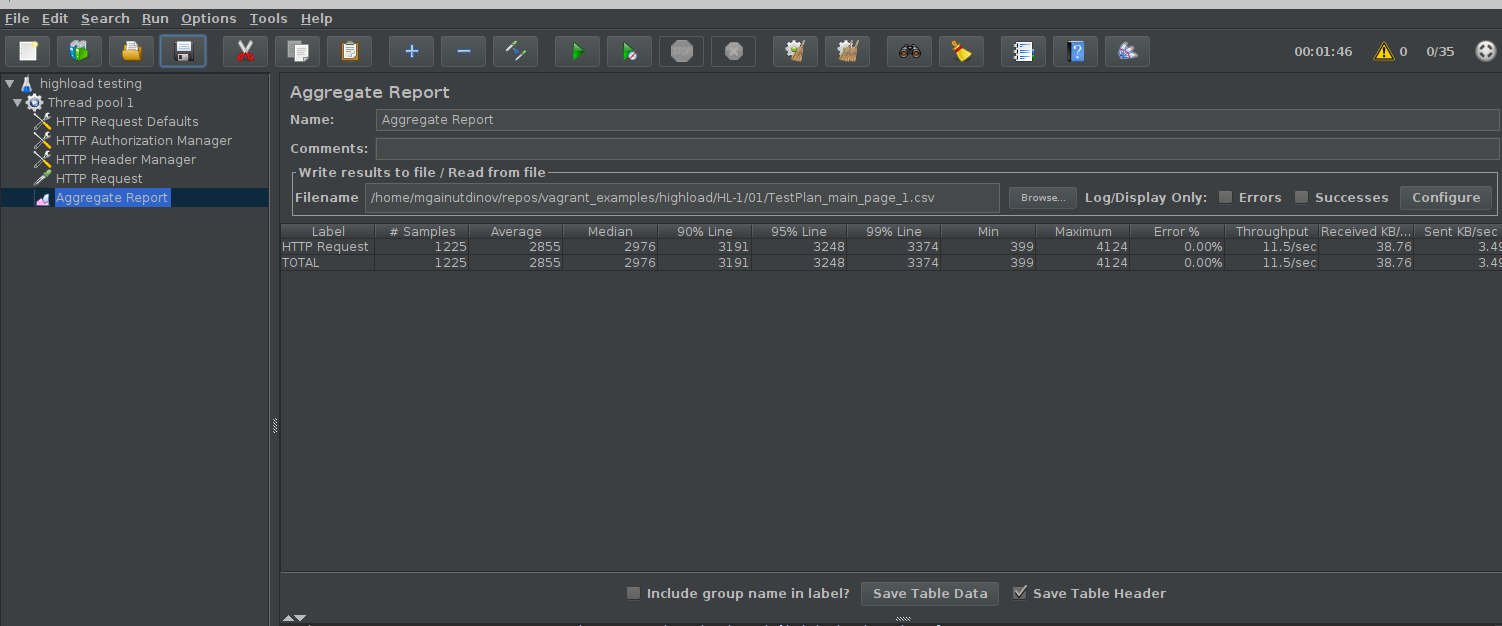 File Edit Search Run Options Tools Help
STOP 00:01:46 0 0/35
highload testing
Thread pool 1
HTTP Request Defaults
HTTP Authorization Manager
HTTP Header Manager
HTTP Request
Aggregate Report
Aggregate Report
Name: Aggregate Report
Comments:
Write results to file / Read from file
Filename /home/mgainutdinov/repos/vagrant_examples/highload/HL-1/01/TestPlan_main_page_1.csv Browse... Log/Display Only: Errors Successes Configure
Label # Samples Average Median 90% Line 95% Line 99% Line Min Maximum Error % Throughput Received KB/... Sent KB/sec
HTTP Request 1225 2855 2976 3191 3248 3374 399 4124 0.00% 11.5/sec 38.76 3.49
TOTAL 1225 2855 2976 3191 3248 3374 399 4124 0.00% 11.5/sec 38.76 3.49
Include group name in label? Save Table Data Save Table Header